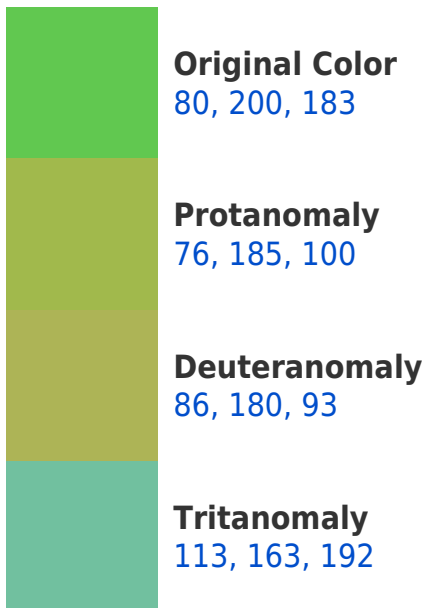 Original Color
80, 200, 183
Protanomaly
76, 185, 100
Deuteranomaly
86, 180, 93
Tritanomaly
113, 163, 192